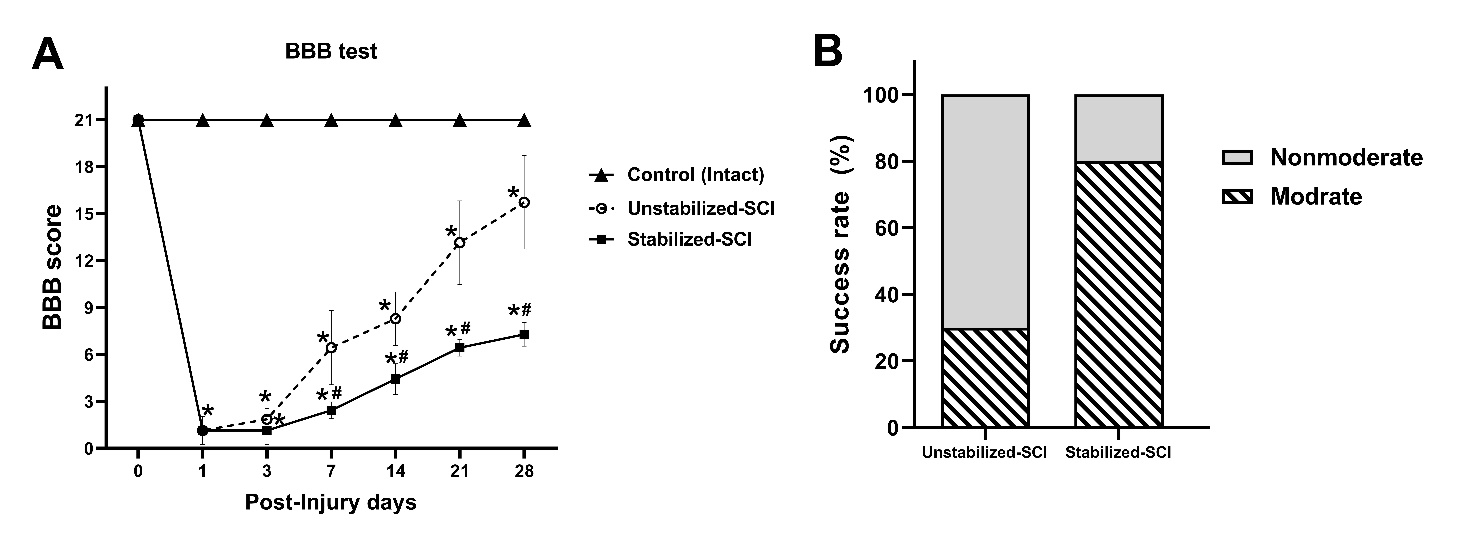 A
BBB test
BBB score
21
18
15
12
9
6
3
0
* * * * * * *
*# *# *# *#
0 1 3 7 14 21 28
Post-Injury days
Control (Intact)
Unstabilized-SCI
Stabilized-SCI
B
Success rate (%)
100
80
60
40
20
0
Unstabilized-SCI Stabilized-SCI
Nonmoderate
Modrate